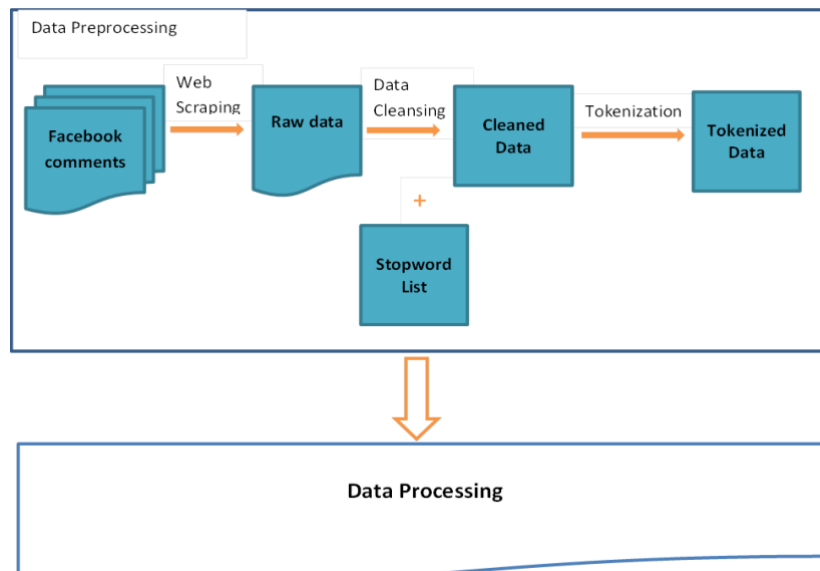 Data Preprocessing
Web
Scraping
Data
Cleansing
Tokenization
Facebook
comments
Raw data
Cleaned
Data
Tokenized
Data
+
Stopword
List
Data Processing